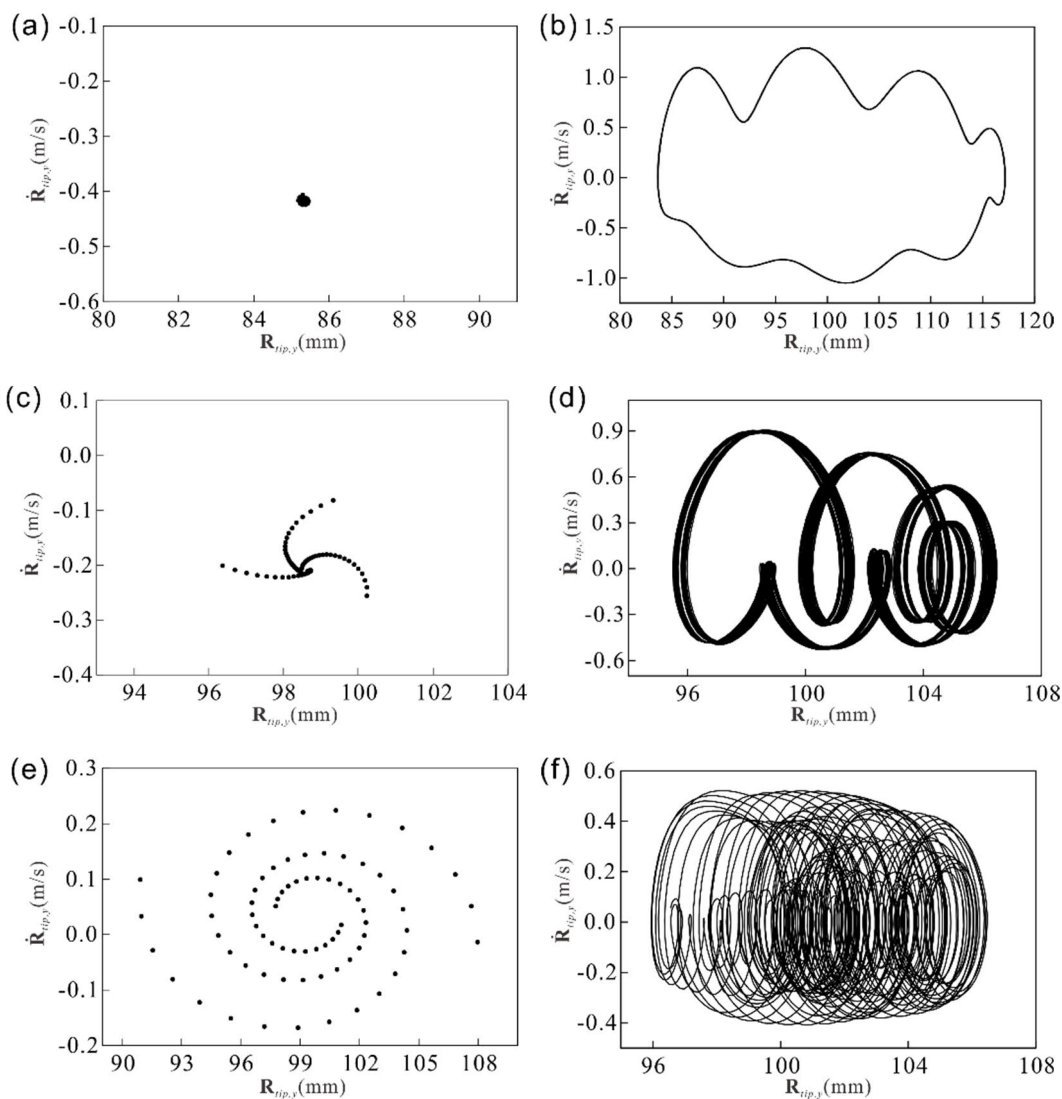 (a)
-0.1
-0.2
-0.3
-0.4
-0.5
-0.6
Ṙtip,y(m/s)
80 82 84 86 88 90
Rtip,y(mm)
(b)
1.5
1.0
0.5
0.0
-0.5
-1.0
Ṙtip,y(m/s)
80 85 90 95 100 105 110 115 120
Rtip,y(mm)
(c)
0.1
0.0
-0.1
-0.2
-0.3
-0.4
Ṙtip,y(m/s)
94 96 98 100 102 104
Rtip,y(mm)
(d)
0.9
0.6
0.3
0.0
-0.3
-0.6
Ṙtip,y(m/s)
96 100 104 108
Rtip,y(mm)
(e)
0.3
0.2
0.1
0.0
-0.1
-0.2
Ṙtip,y(m/s)
90 93 96 99 102 105 108
Rtip,y(mm)
(f)
0.6
0.4
0.2
0.0
-0.2
-0.4
Ṙtip,y(m/s)
96 100 104 108
Rtip,y(mm)